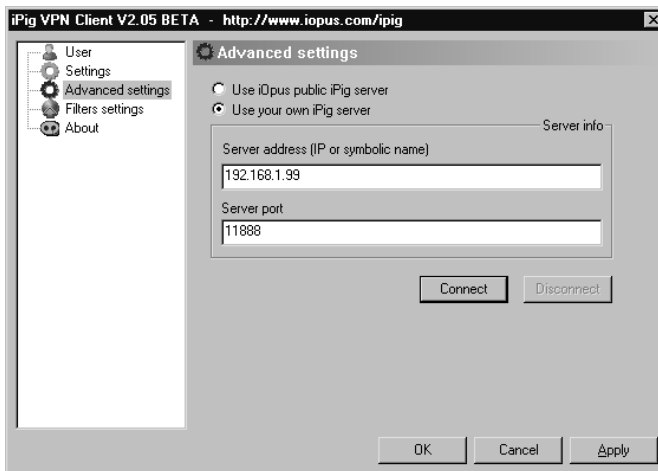 iPig VPN Client V2.05 BETA - http://www.iopus.com/ipig
User
Settings
Advanced settings
Filters settings
About
Advanced settings
Use iOpus public iPig server
Use your own iPig server
Server info
Server address (IP or symbolic name)
192.168.1.99
Server port
11888
Connect
Disconnect
OK
Cancel
Apply